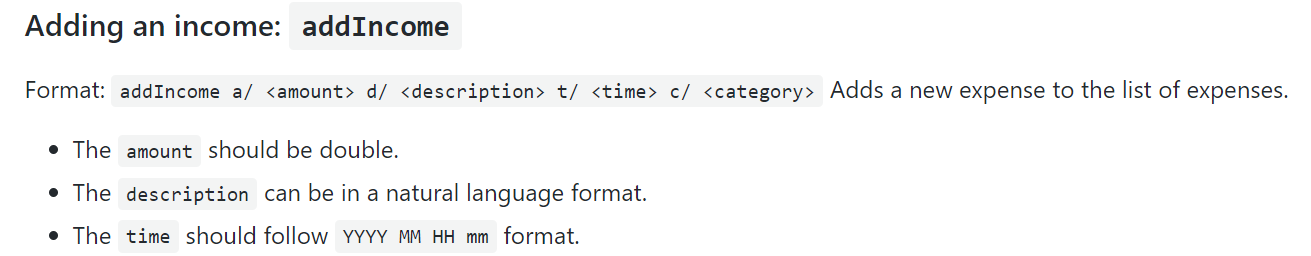 Adding an income: addIncome
Format: addIncome a/ <amount> d/ <description> t/ <time> c/ <category> Adds a new expense to the list of expenses.
• The amount should be double.
• The description can be in a natural language format.
• The time should follow YYYY MM HH mm format.